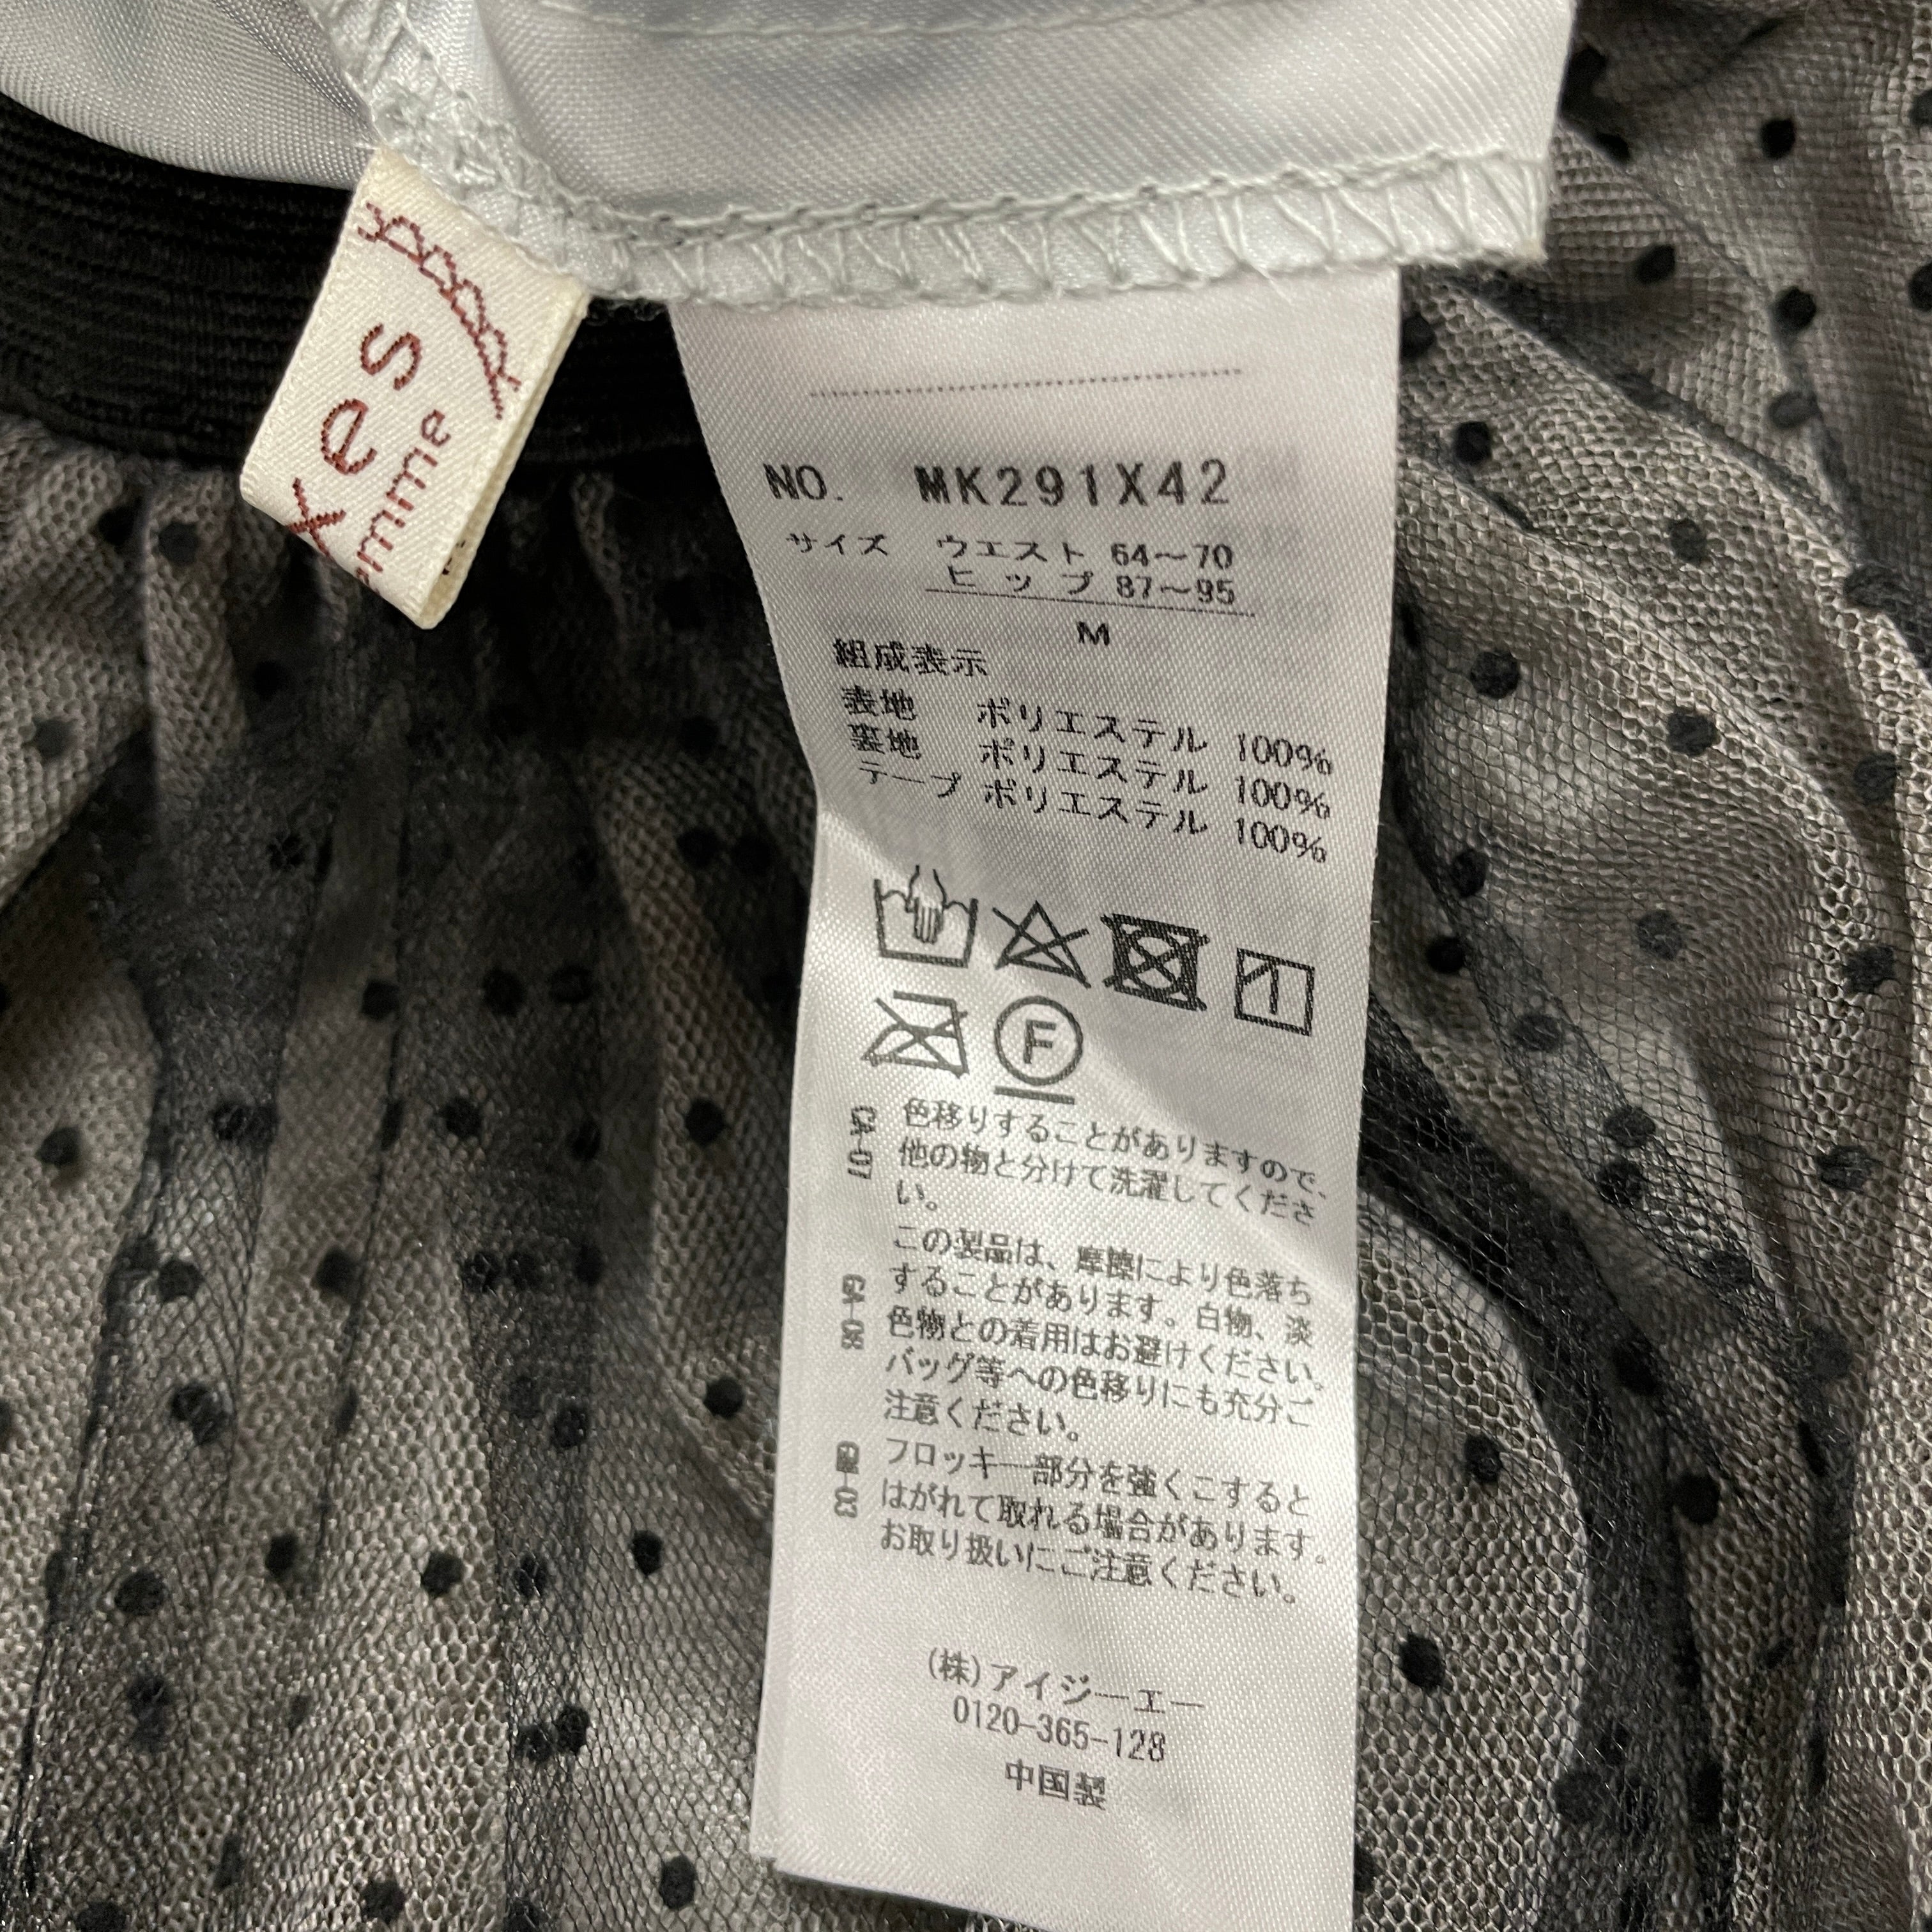 xes
emme
NO. MK291X42
サイズ ウエスト 64～70
ヒップ 87～95
M
組成表示
表地 ポリエステル 100%
裏地 ポリエステル 100%
テープ ポリエステル 100%
F
CA-07
色移りすることがありますので、
他の物と分けて洗濯してくださ
い。
この製品は、摩擦により色落ち
することがあります。白物、淡
色物との着用はお避けください。
バッグ等への色移りにも充分ご
注意ください。
フロッキー部分を強くこすると
はがれて取れる場合があります。
お取り扱いにご注意ください。
(株)アイジーエー
0120-365-128
中国製